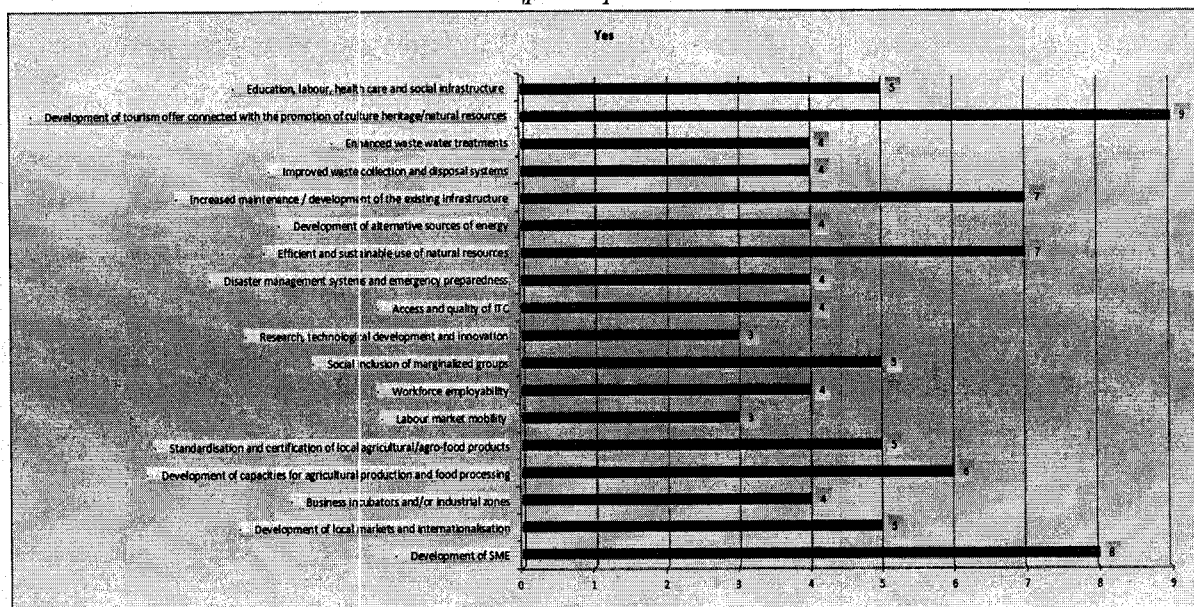 Yes
Education, labour, health care and social infrastructure 5
Development of tourism offer connected with the promotion of culture heritage/natural resources 9
Enhanced waste water treatments 4
Improved waste collection and disposal systems 4
Increased maintenance / development of the existing infrastructure 7
Development of alternative sources of energy 4
Efficient and sustainable use of natural resources 7
Disaster management systems and emergency preparedness 4
Access and quality of ITC 4
Research, technological development and innovation 3
Social inclusion of marginalized groups 5
Workforce employability 4
Labour market mobility 3
Standardisation and certification of local agricultural/agro-food products 5
Development of capacities for agricultural production and food processing 6
Business incubators and/or industrial zones 4
Development of local markets and internationalisation 5
Development of SME 8
0 1 2 3 4 5 6 7 8 9